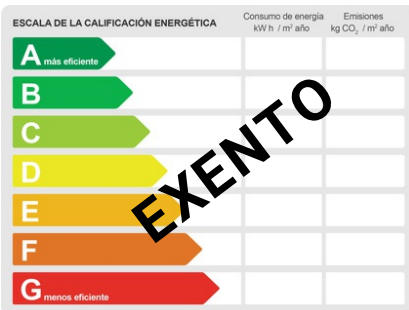 ESCALA DE LA CALIFICACIÓN ENERGÉTICA
Consumo de energía
kW h / m² año
Emisiones
kg CO₂ / m² año
A más eficiente
B
C
D
E
F
G menos eficiente
EXENTO